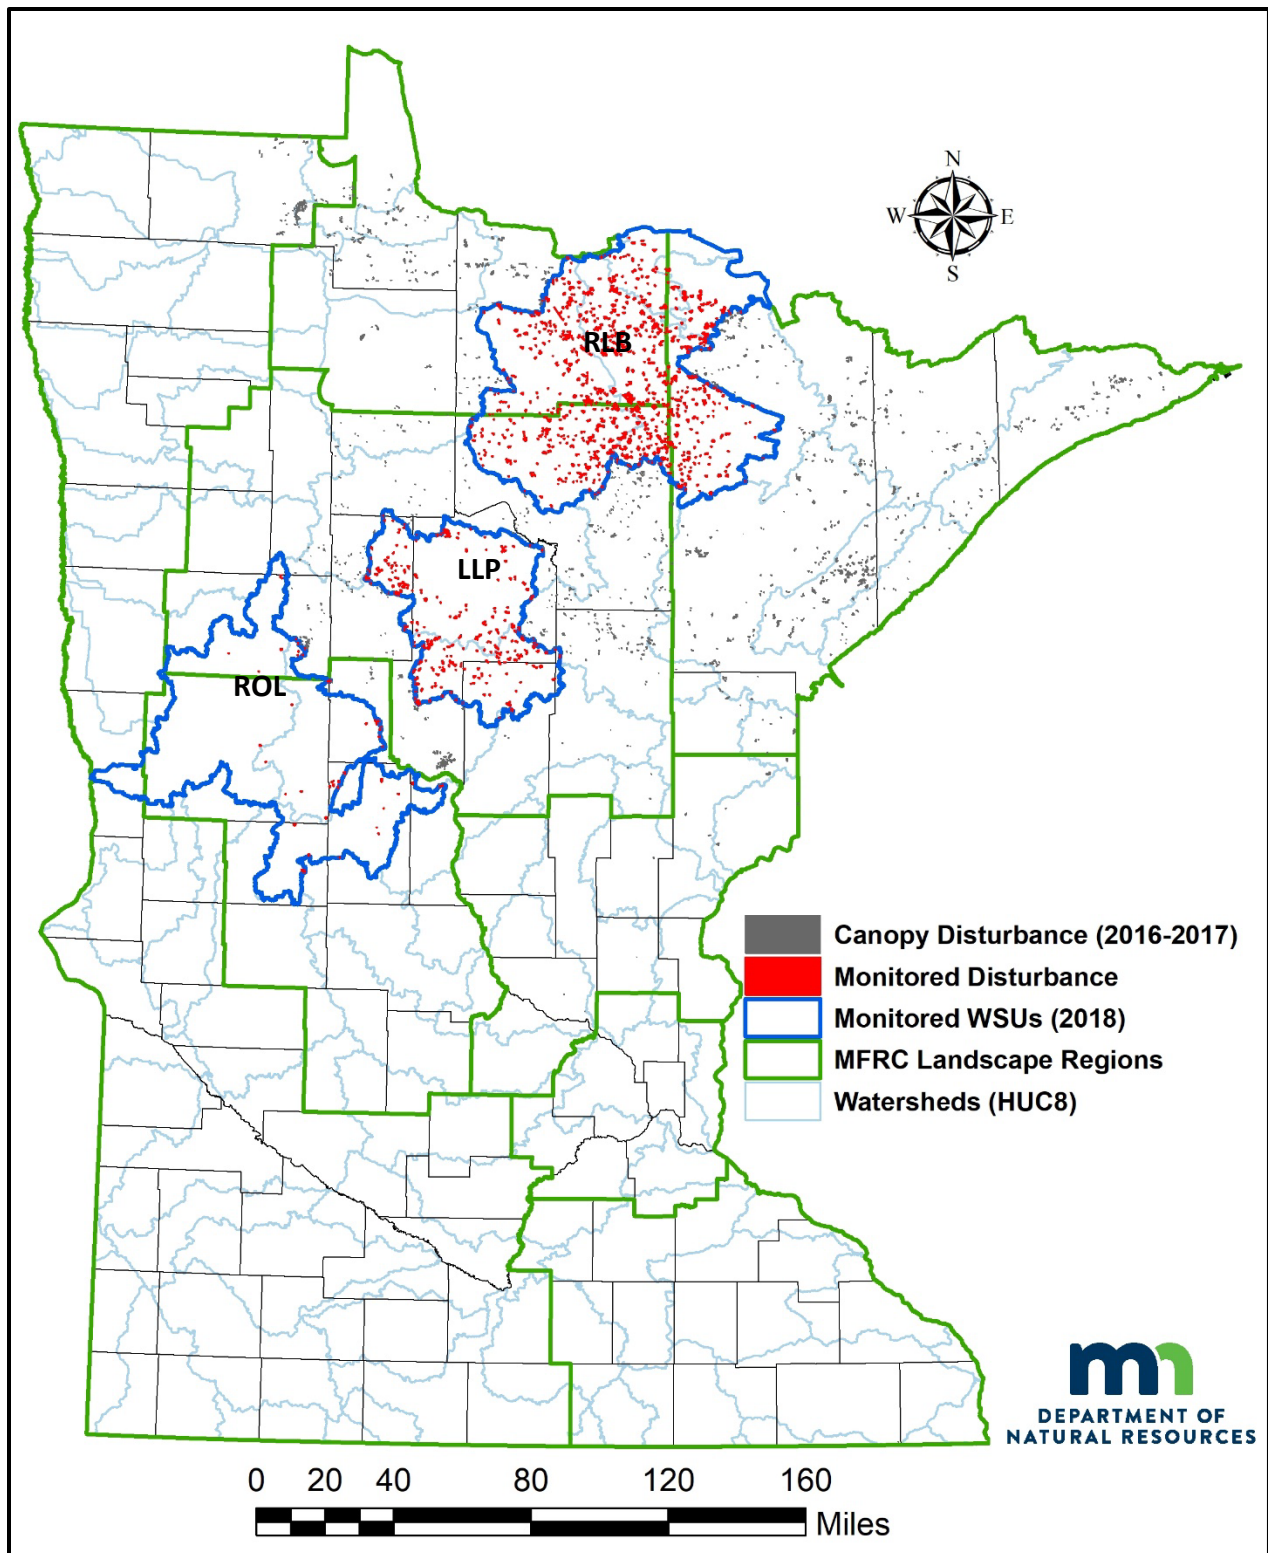 N
W E
S
RLB
LLP
ROL
Canopy Disturbance (2016-2017)
Monitored Disturbance
Monitored WSUs (2018)
MFRC Landscape Regions
Watersheds (HUC8)
mn
DEPARTMENT OF
NATURAL RESOURCES
0 20 40 80 120 160
Miles